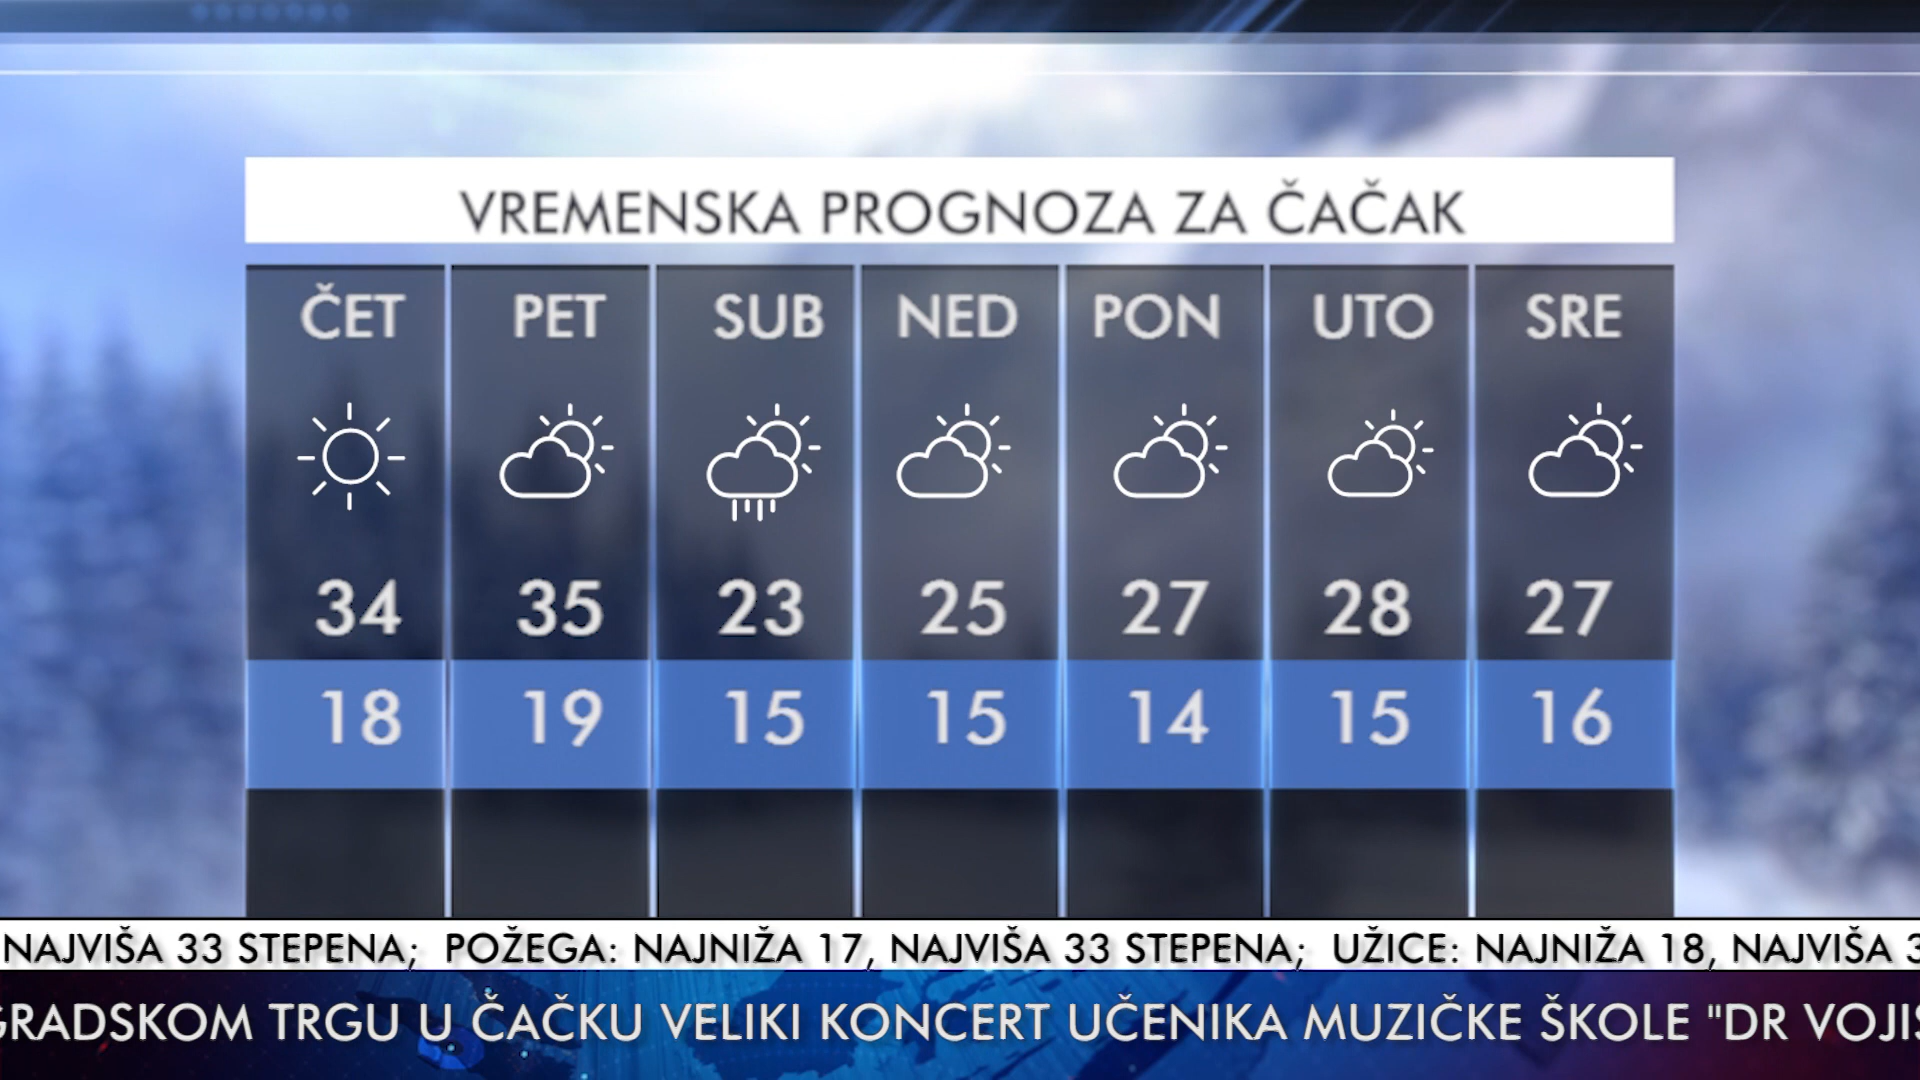 VREMENSKA PROGNOZA ZA ČAČAK
ČET PET SUB NED PON UTO SRE
34 35 23 25 27 28 27
18 19 15 15 14 15 16
NAJVIŠA 33 STEPENA; POŽEGA: NAJNIŽA 17, NAJVIŠA 33 STEPENA; UŽICE: NAJNIŽA 18, NAJVIŠA 3
GRADSKOM TRGU U ČAČKU VELIKI KONCERT UČENIKA MUZIČKE ŠKOLE "DR VOJIS